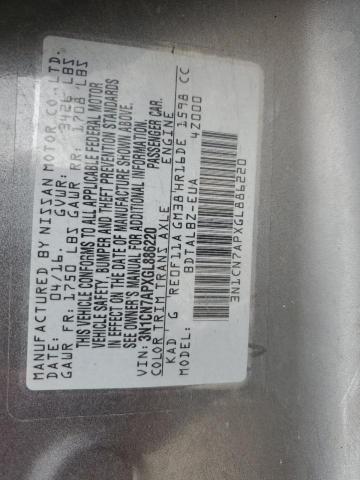 MANUFACTURED BY NISSAN MOTOR CO.,LTD.
04/16. GVWR: 3426 LBS
GAWR FR: 1750 LBS GAWR RR: 1708 LBS
THIS VEHICLE CONFORMS TO ALL APPLICABLE FEDERAL MOTOR
VEHICLE SAFETY, BUMPER AND THEFT PREVENTION STANDARDS
IN EFFECT ON THE DATE OF MANUFACTURE SHOWN ABOVE.
SEE OWNER'S MANUAL FOR ADDITIONAL INFORMATION.
VIN: 3N1CN7APXGL886220 PASSENGER CAR.
COLOR TRIM TRANS AXLE ENGINE
KAD G RE0F11A GM38 HR16DE 1598 CC
MODEL: BDTALBZ-EUA 4Z000
3N1CN7APXGL886220